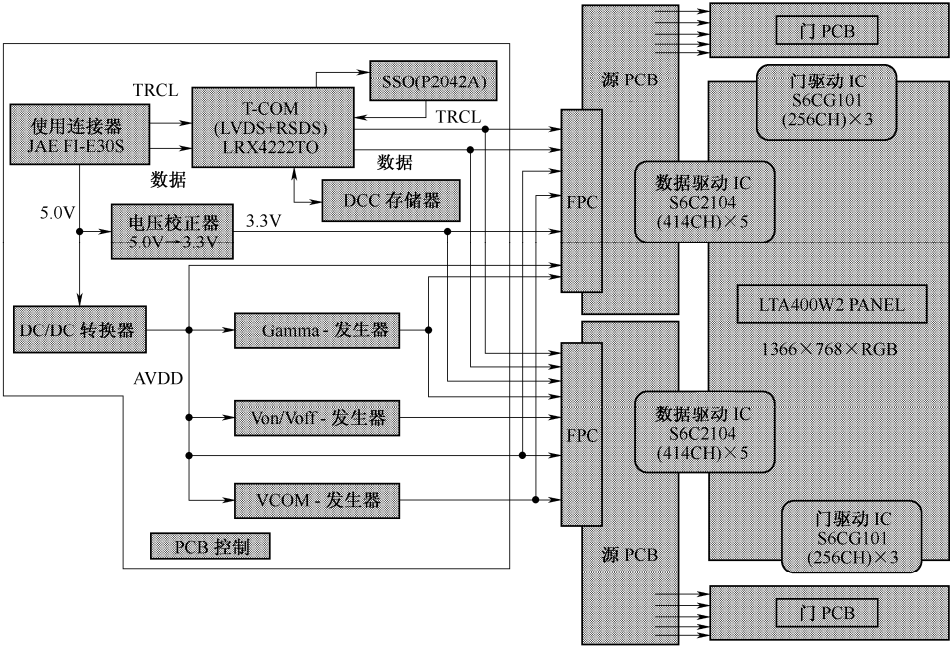 门 PCB
源 PCB
SSO(P2042A)
TRCL
T-COM
(LVDS+RSDS)
LRX4222TO
TRCL
门驱动 IC
S6CG101
(256CH)×3
使用连接器
JAE FI-E30S
数据
数据
DCC 存储器
FPC
数据驱动 IC
S6C2104
(414CH)×5
5.0V
电压校正器
5.0V→3.3V
3.3V
LTA400W2 PANEL
1366×768×RGB
DC/DC 转换器
Gamma - 发生器
AVDD
Von/Voff - 发生器
FPC
数据驱动 IC
S6C2104
(414CH)×5
VCOM - 发生器
PCB 控制
源 PCB
门驱动 IC
S6CG101
(256CH)×3
门 PCB